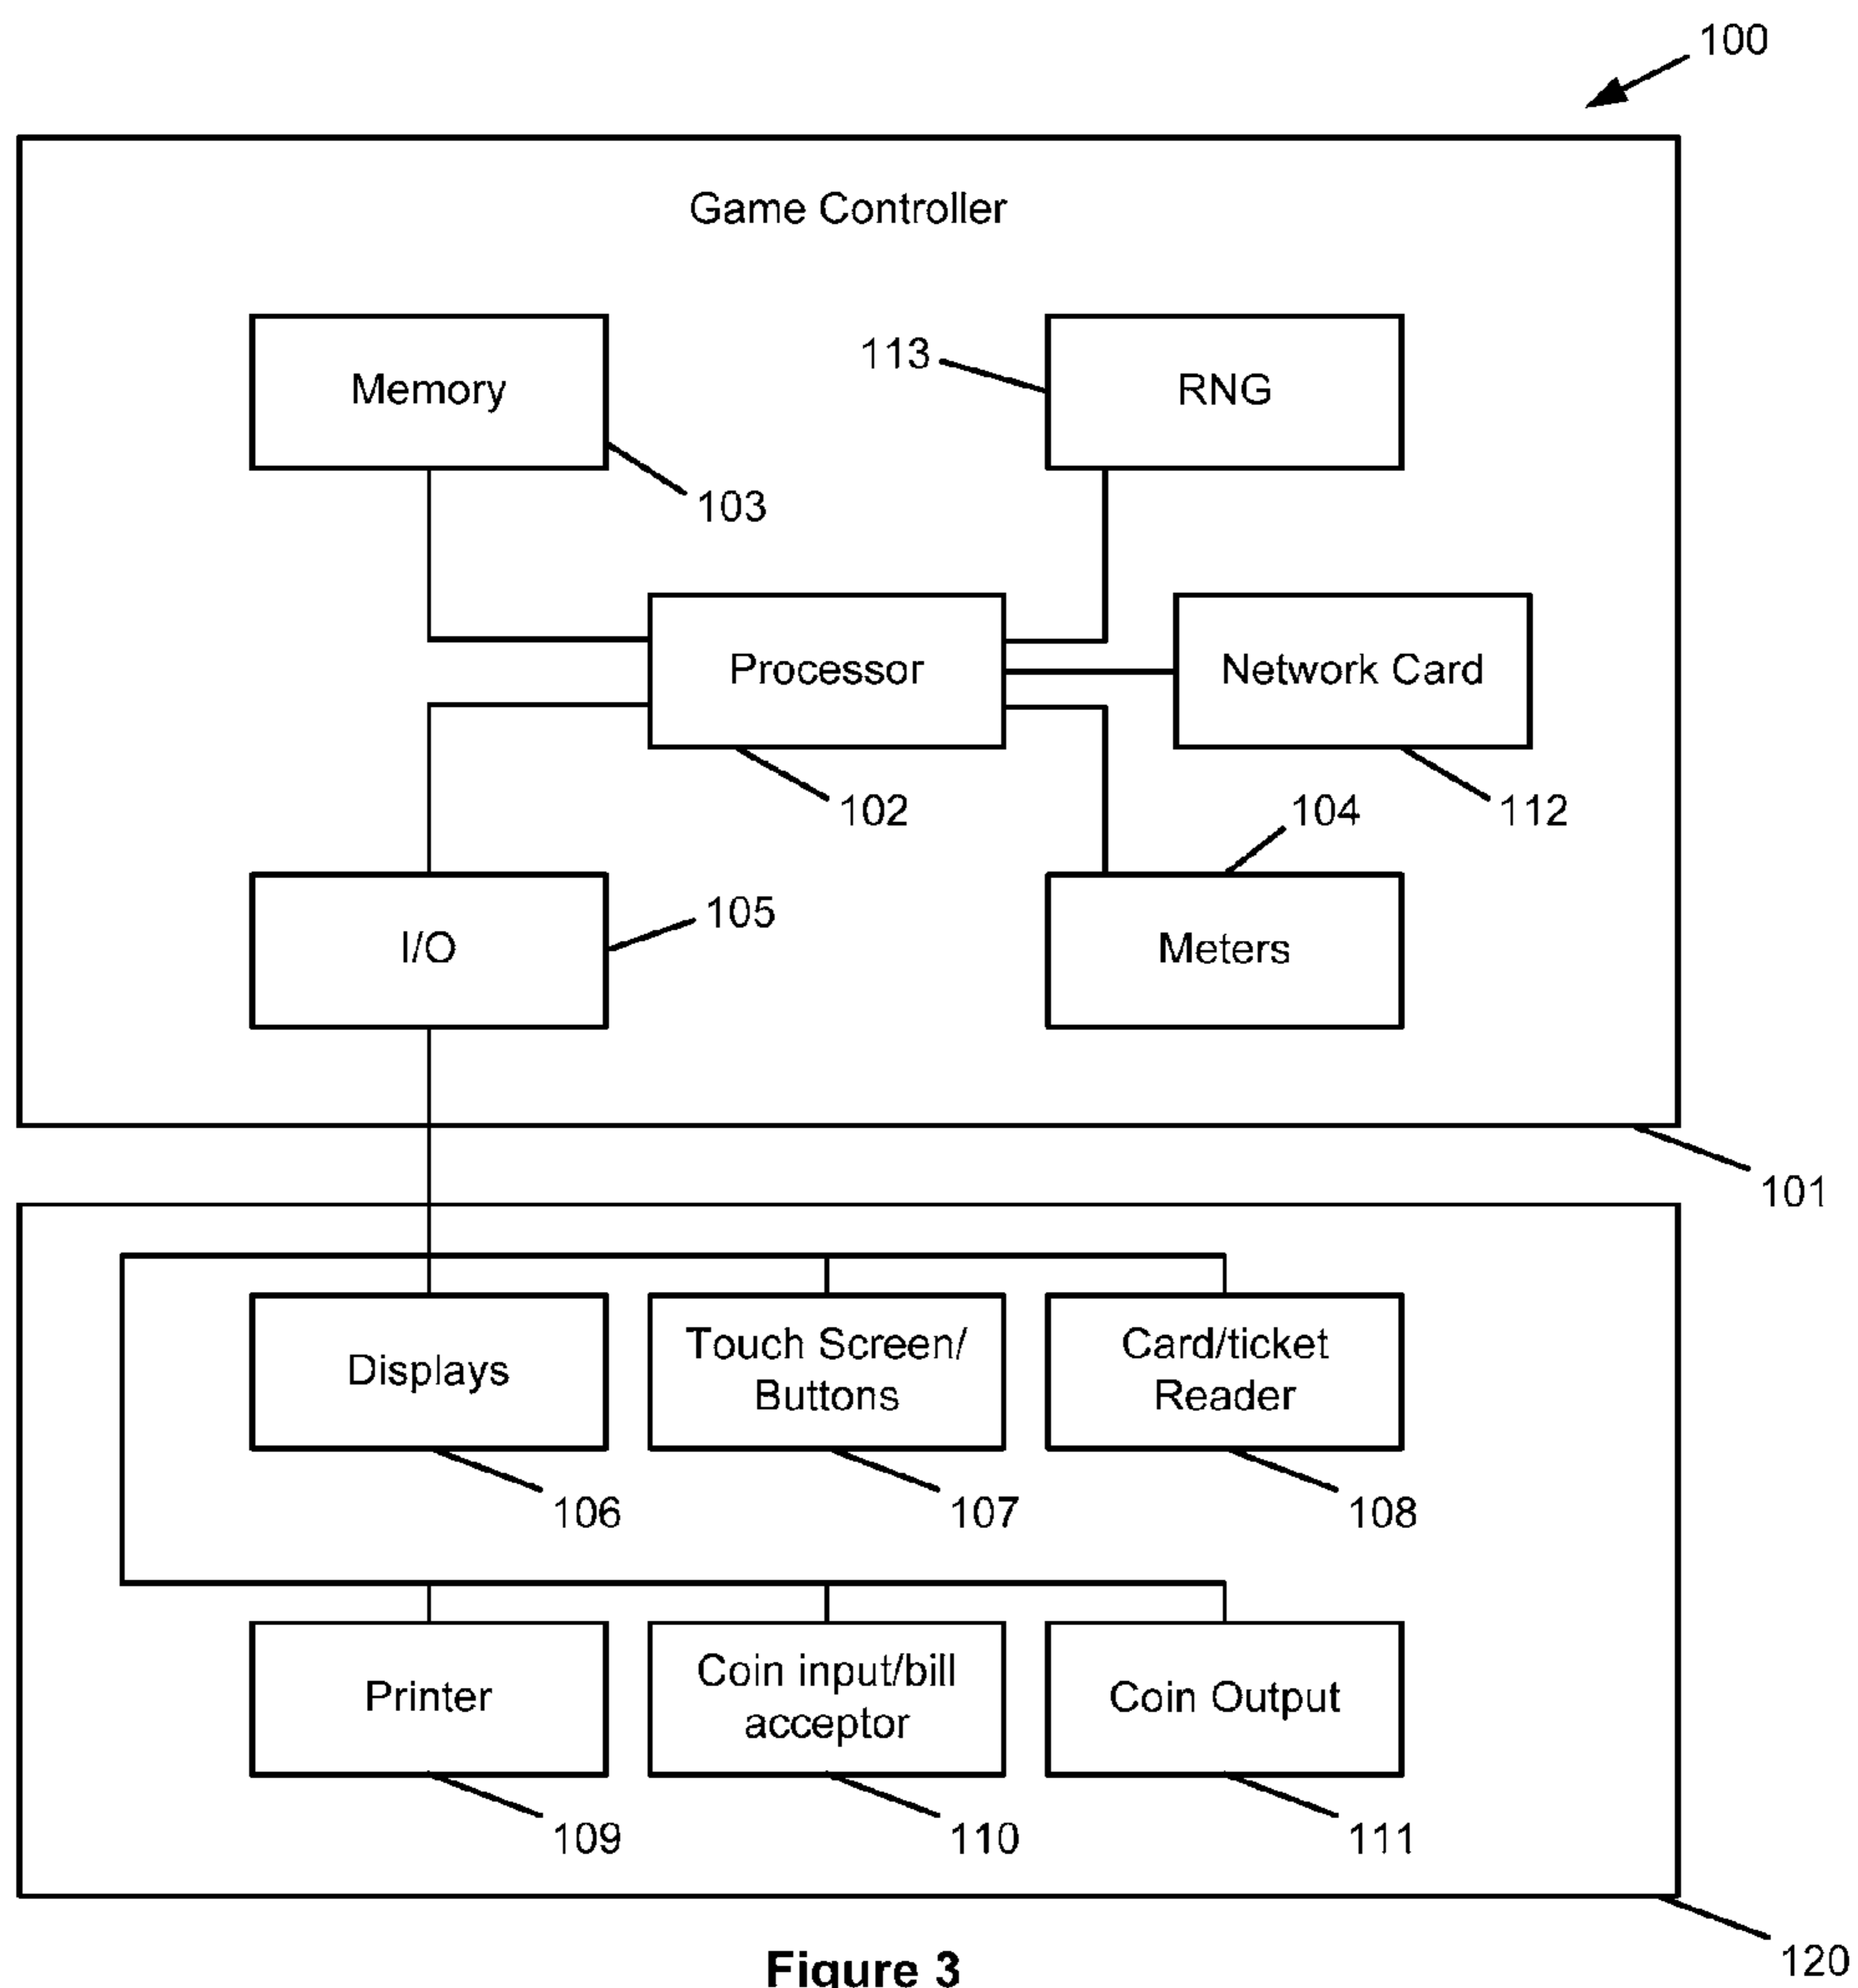 100
Game Controller
Memory
113
RNG
103
Processor
Network Card
102
104
112
I/O
105
Meters
101
Displays
Touch Screen/
Buttons
Card/ticket
Reader
106
107
108
Printer
Coin input/bill
acceptor
Coin Output
109
110
111
120
Figure 3